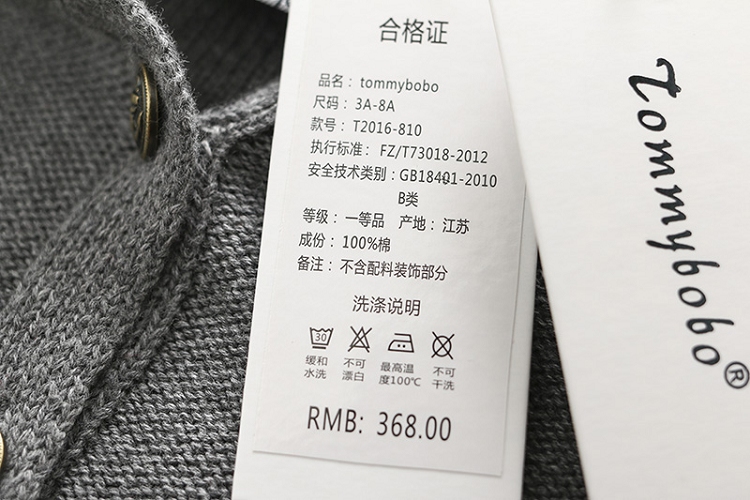 合格证
品名：tommybobo
尺码：3A-8A
款号：T2016-810
执行标准：FZ/T73018-2012
安全技术类别：GB18401-2010
B类
等级：一等品 产地：江苏
成份：100%棉
备注：不含配料装饰部分
洗涤说明
30
缓和 不可 最高温 不可
水洗 漂白 度100℃ 干洗
RMB: 368.00
tommybobo®